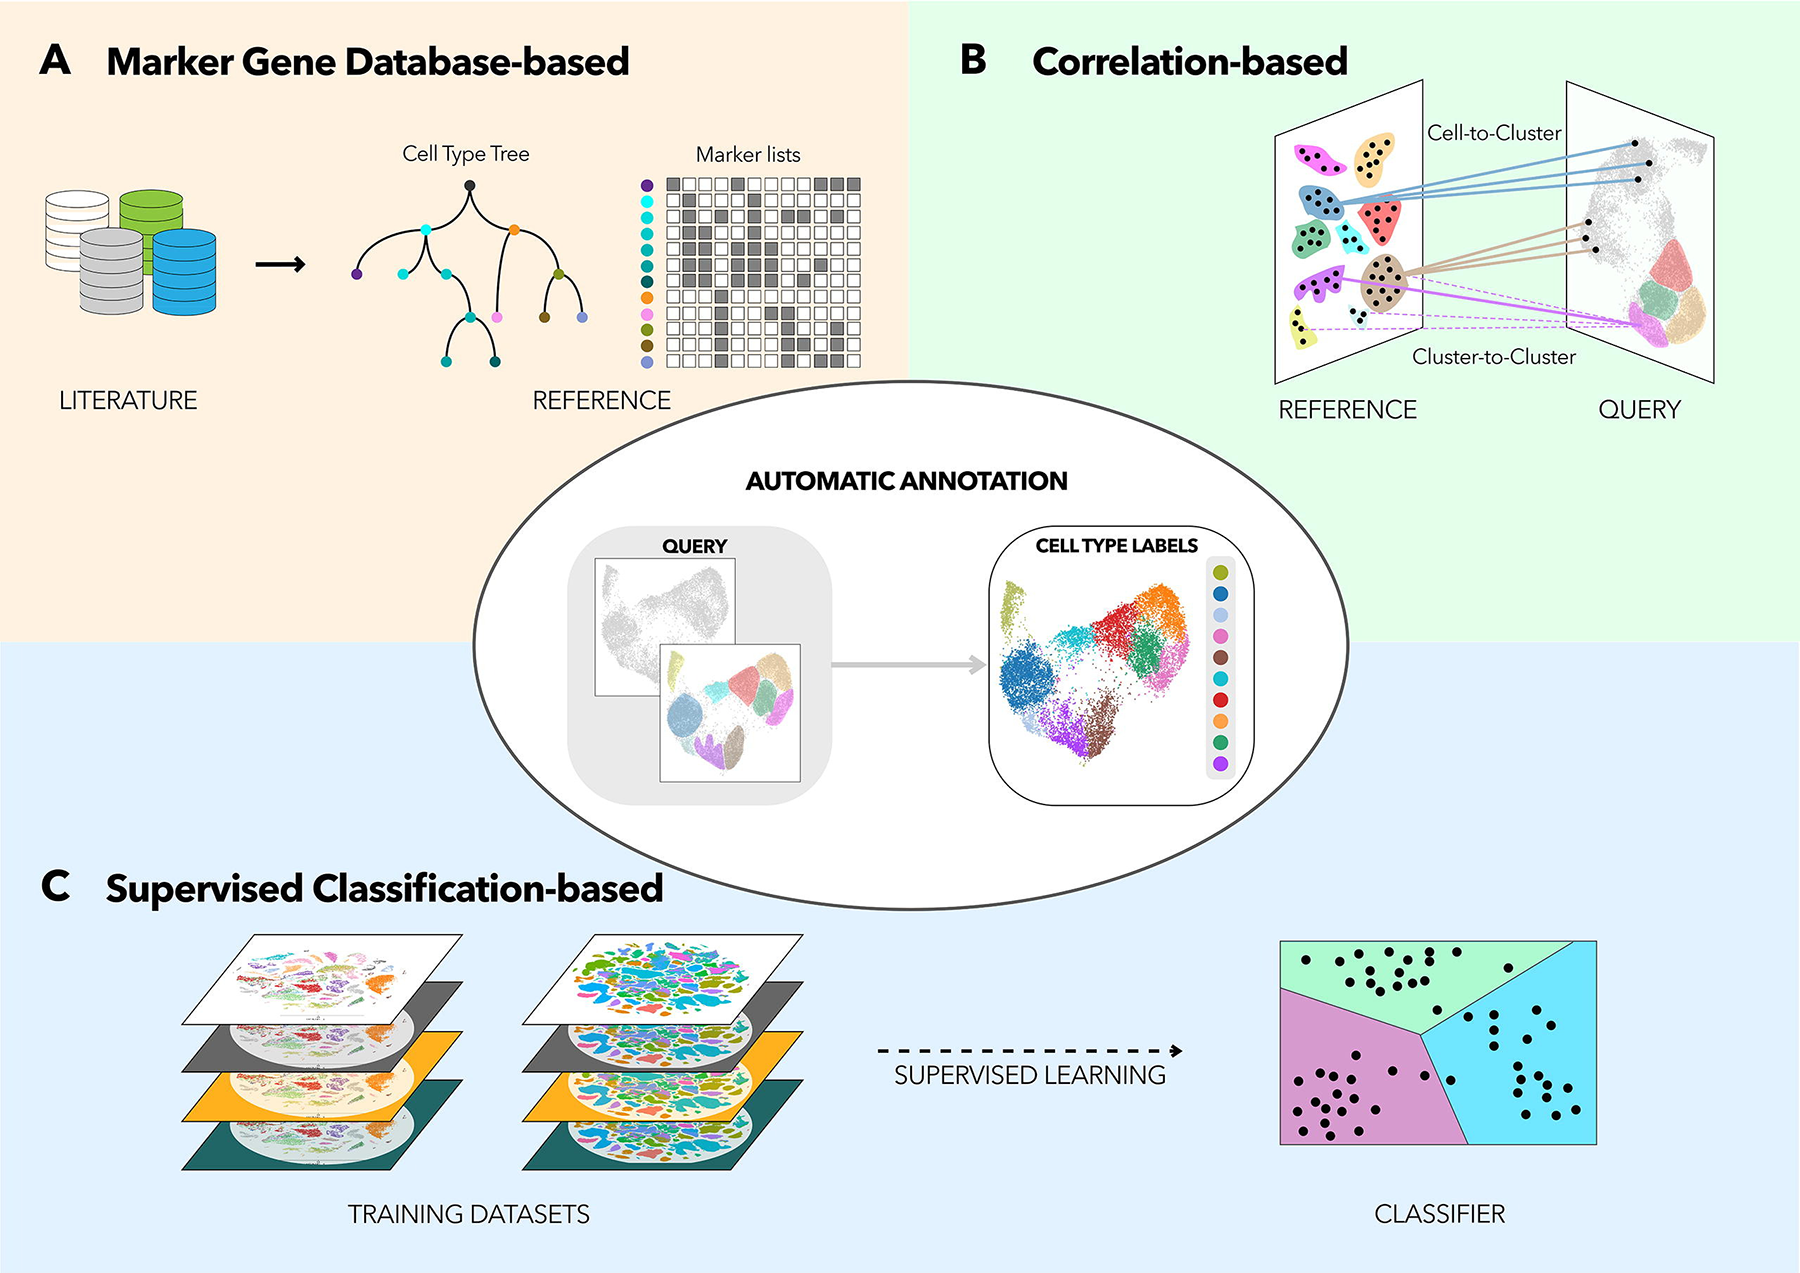 A Marker Gene Database-based
Cell Type Tree
Marker lists
LITERATURE
REFERENCE
B Correlation-based
Cell-to-Cluster
Cluster-to-Cluster
REFERENCE
QUERY
AUTOMATIC ANNOTATION
QUERY
CELL TYPE LABELS
C Supervised Classification-based
SUPERVISED LEARNING
TRAINING DATASETS
CLASSIFIER